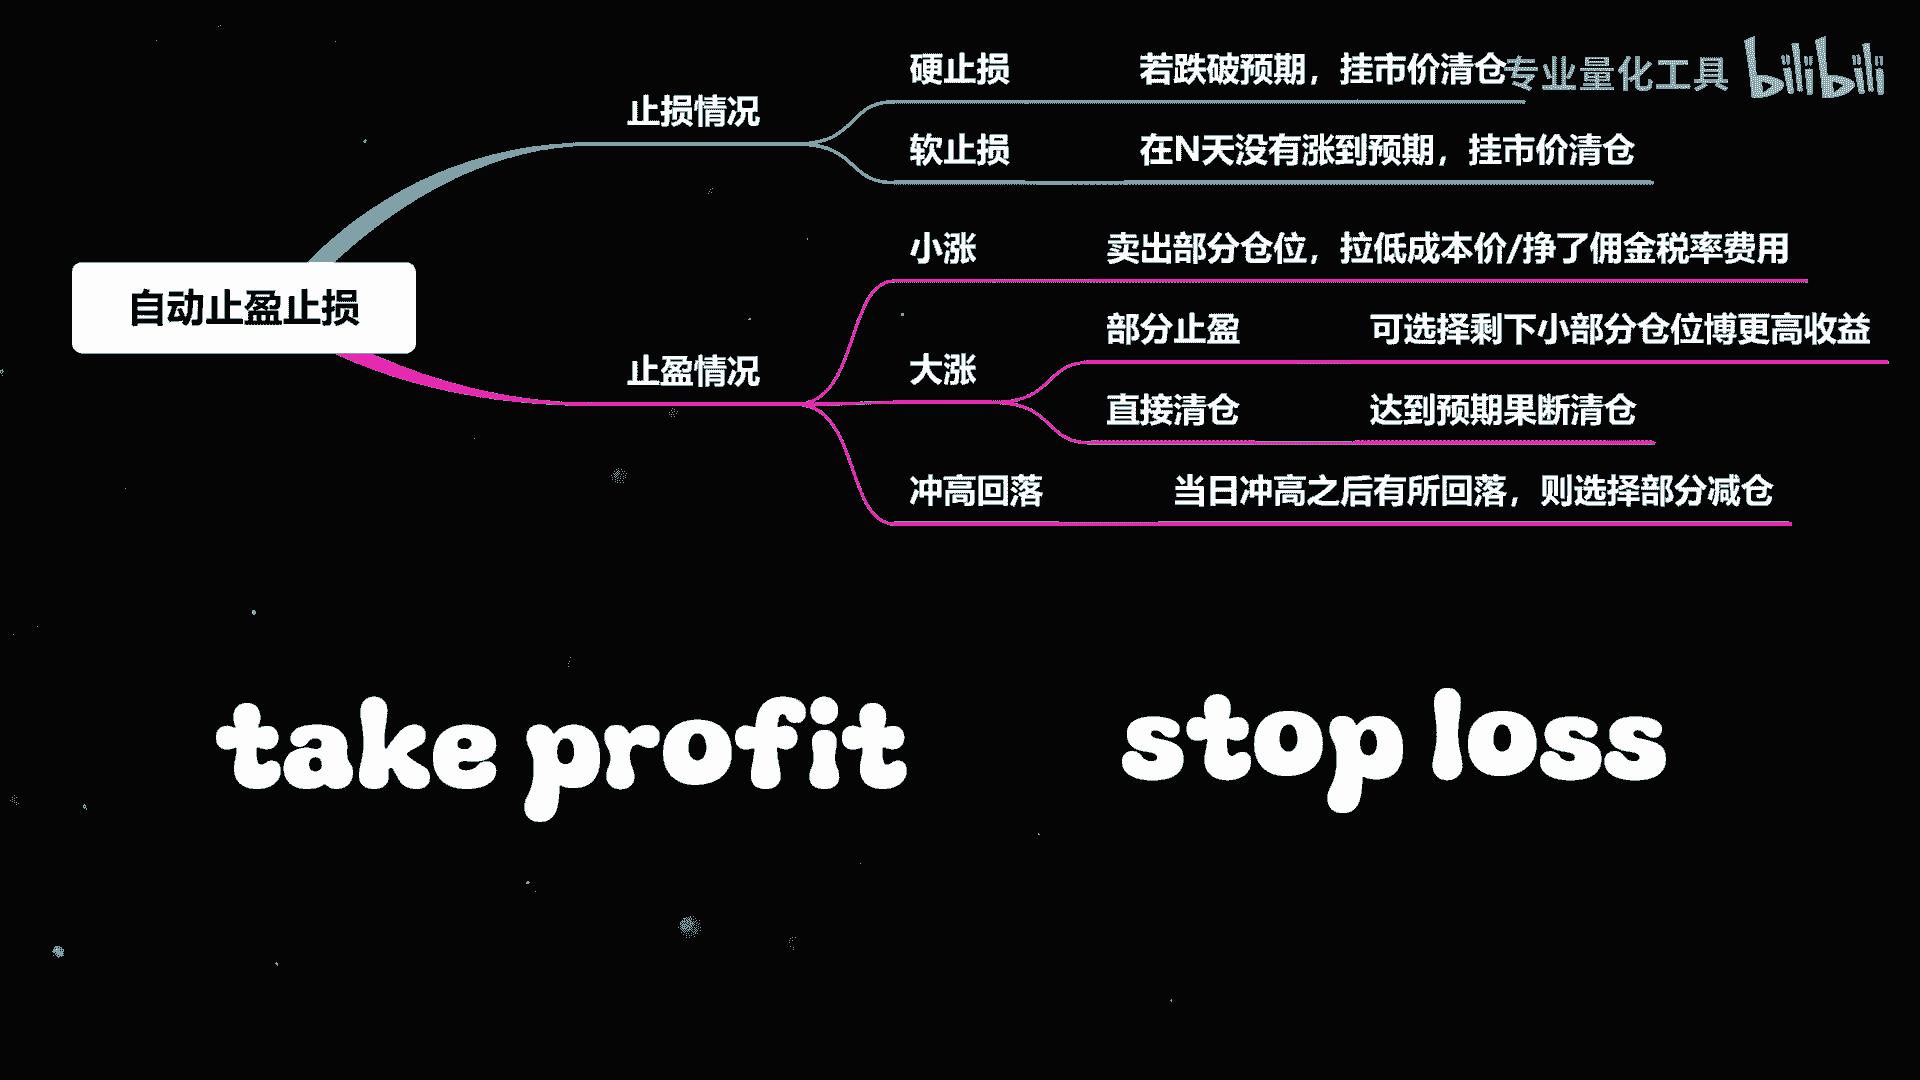 硬止损 若跌破预期，挂市价清仓
专业量化工具 bilibili
止损情况
软止损 在N天没有涨到预期，挂市价清仓
小涨 卖出部分仓位，拉低成本价/挣了佣金税率费用
自动止盈止损
部分止盈 可选择剩下小部分仓位博更高收益
止盈情况
大涨
直接清仓 达到预期果断清仓
冲高回落 当日冲高之后有所回落，则选择部分减仓
take profit
stop loss